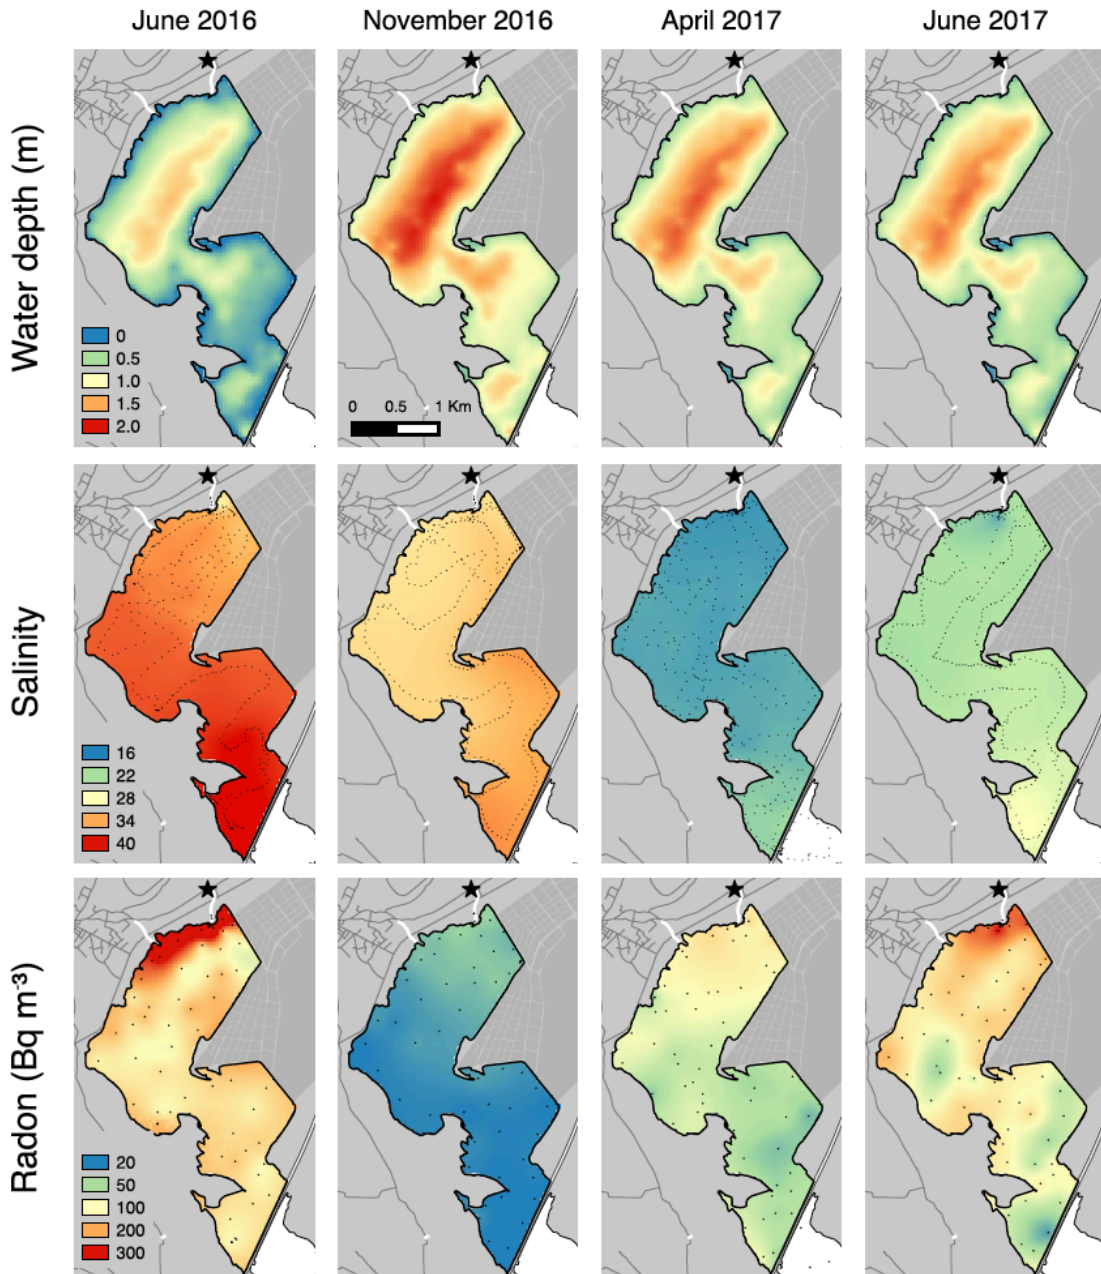 June 2016
November 2016
April 2017
June 2017
Water depth (m)
0
0.5
1.0
1.5
2.0
0 0.5 1 Km
Salinity
16
22
28
34
40
Radon (Bq m⁻³)
20
50
100
200
300